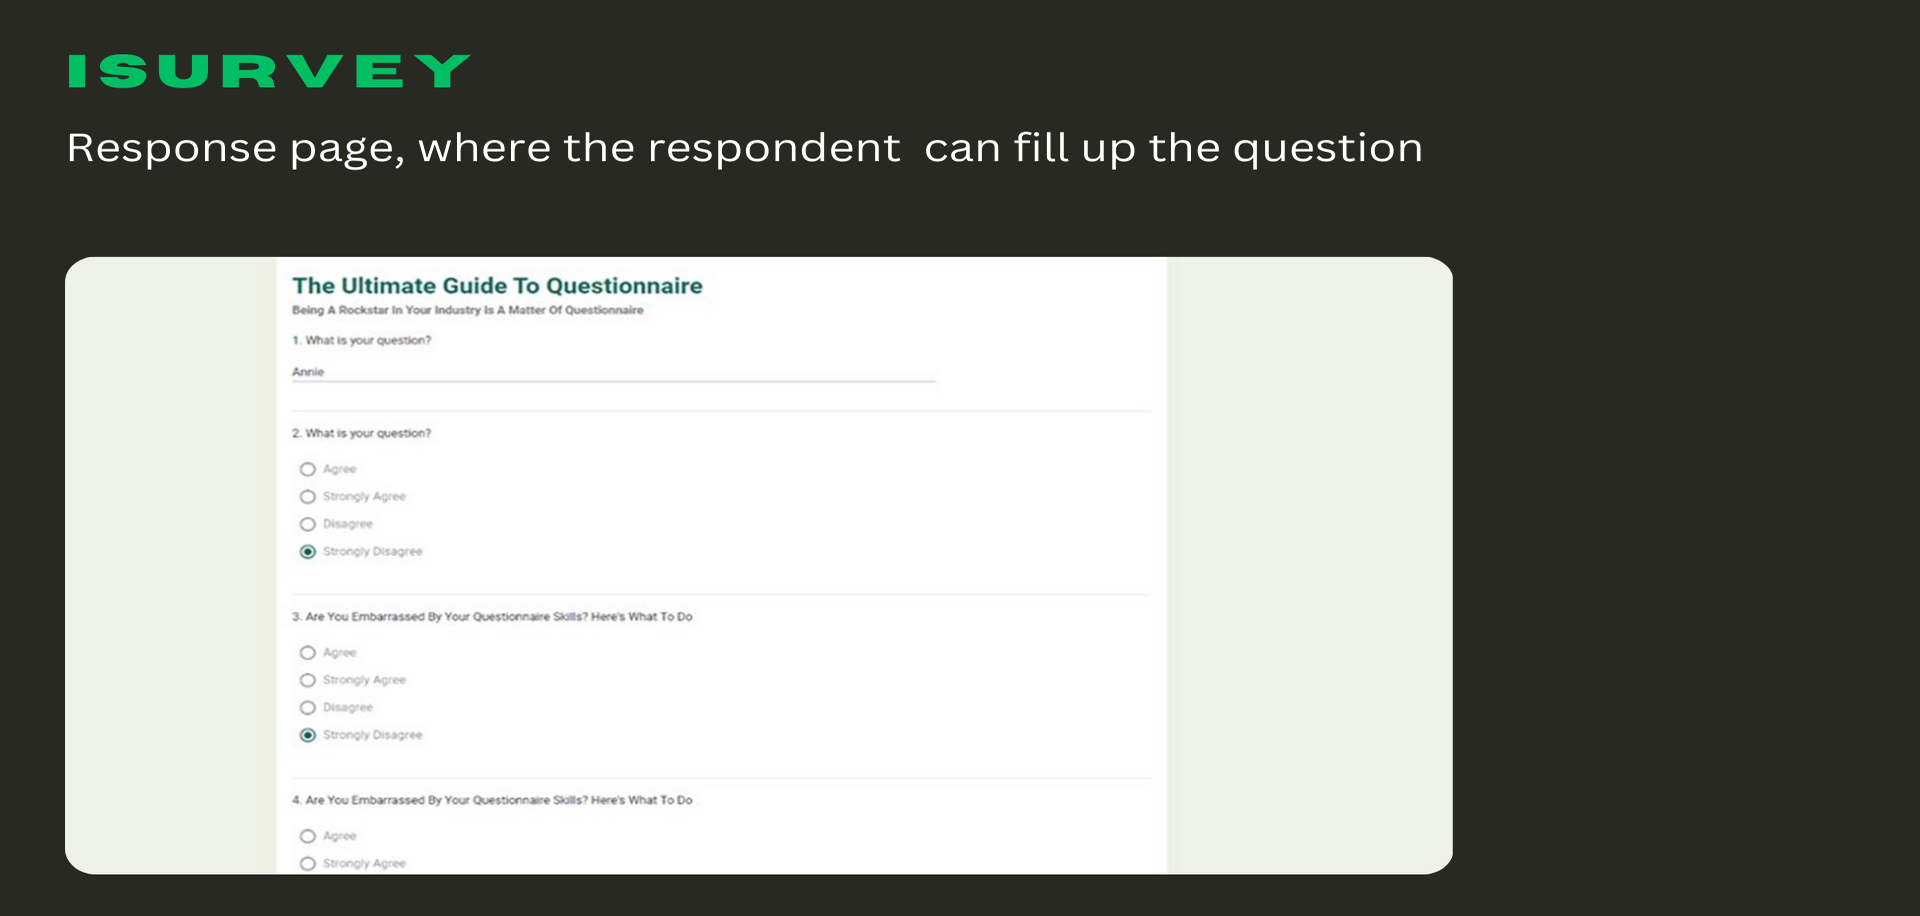 ISURVEY
Response page, where the respondent can fill up the question
The Ultimate Guide To Questionnaire
Being A Rockstar In Your Industry Is A Matter Of Questionnaire
1. What is your question?
Annie
2. What is your question?
Agree
Strongly Agree
Disagree
Strongly Disagree
3. Are You Embarrassed By Your Questionnaire Skills? Here's What To Do
Agree
Strongly Agree
Disagree
Strongly Disagree
4. Are You Embarrassed By Your Questionnaire Skills? Here's What To Do
Agree
Strongly Agree